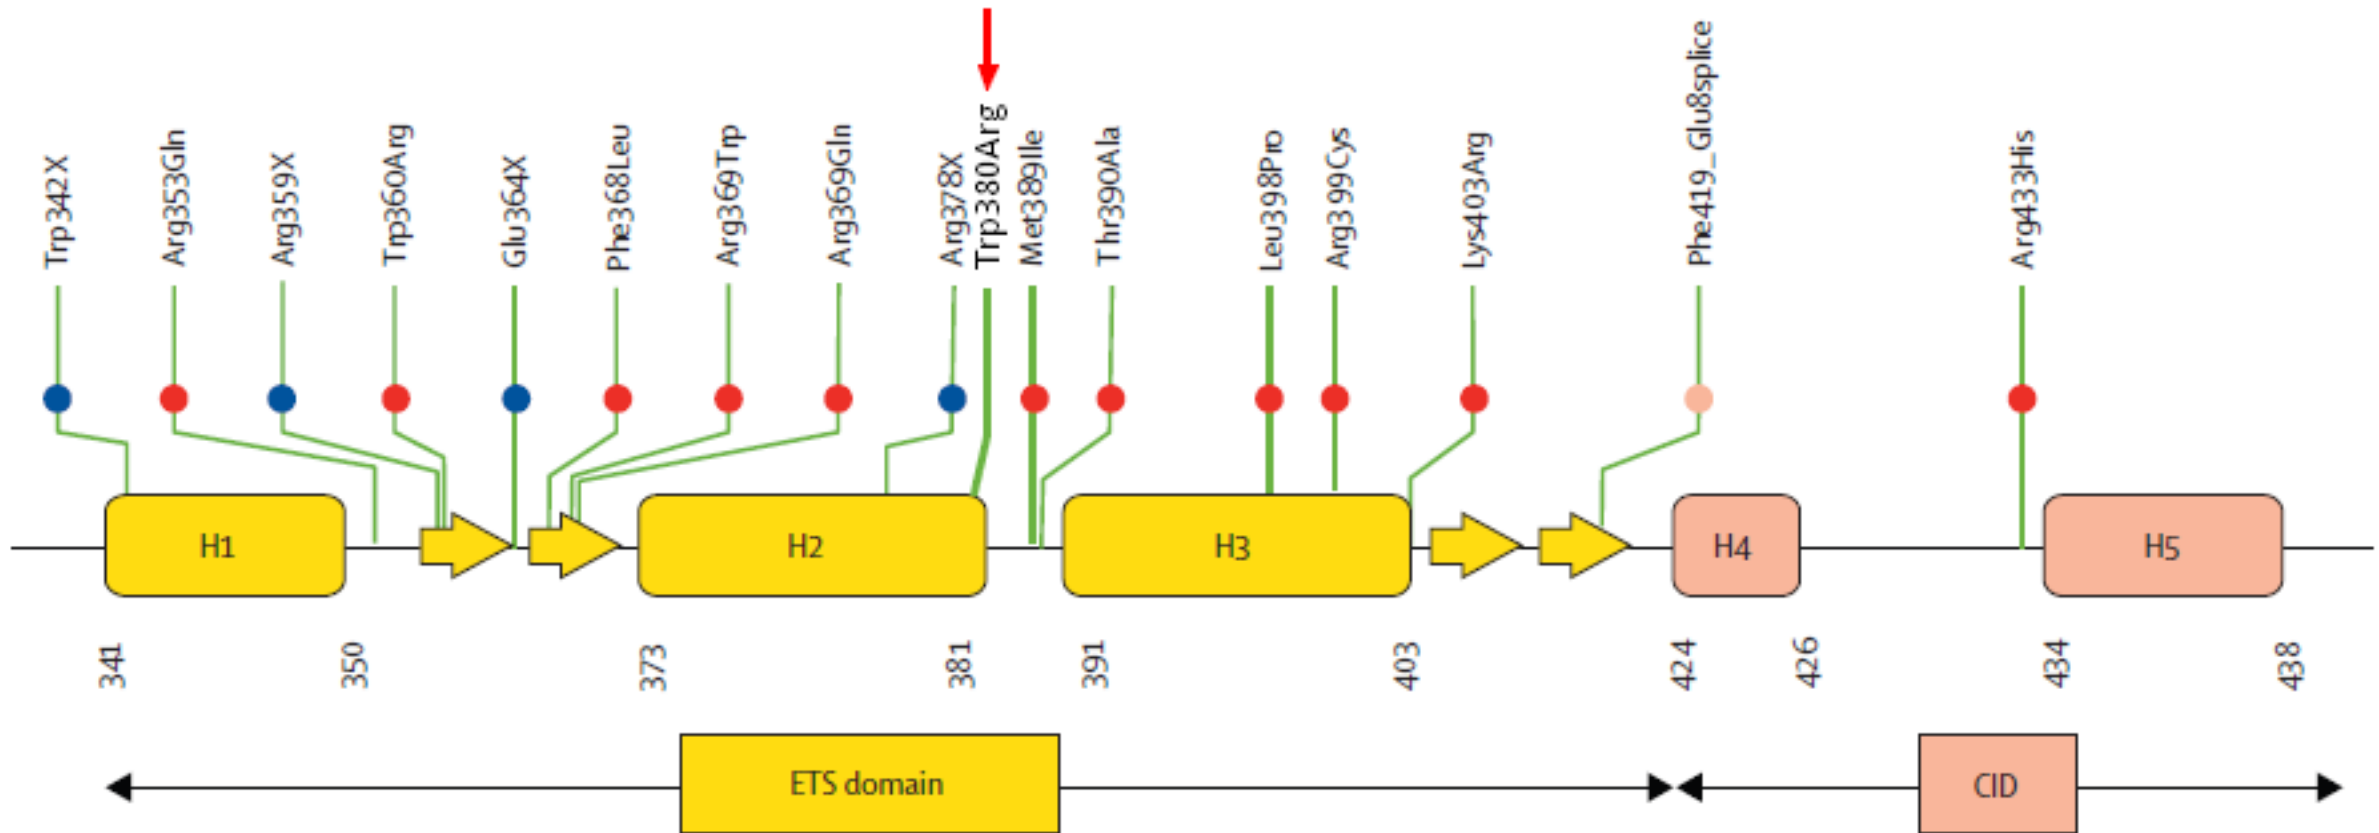 Trp342X
Arg353Gln
Arg359X
Trp360Arg
Glu364X
Phe368Leu
Arg369Trp
Arg369Gln
Arg378X
Trp380Arg
Met389Ile
Thr390Ala
Leu398Pro
Arg399Cys
Lys403Arg
Phe419_Glu8splice
Arg433His
H1
H2
H3
H4
H5
341
350
373
381
391
403
424
426
434
438
ETS domain
CID